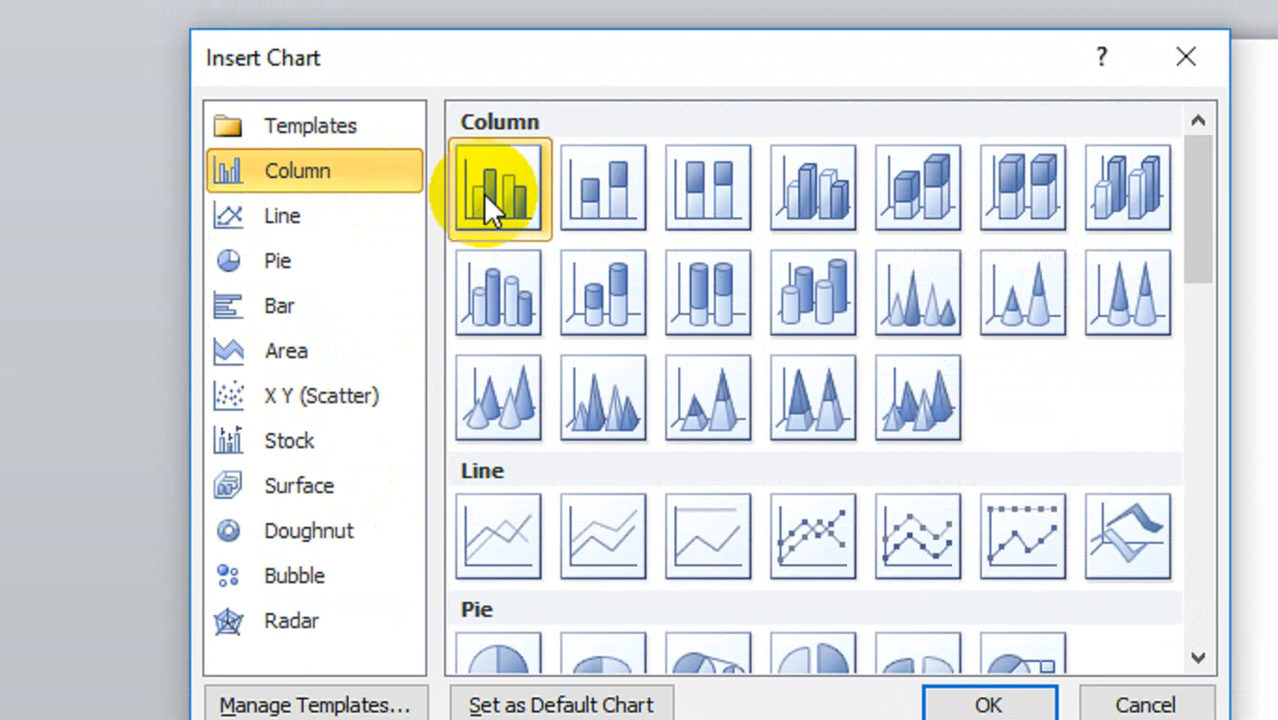 Insert Chart
?
Templates
Column
Line
Pie
Bar
Area
X Y (Scatter)
Stock
Surface
Doughnut
Bubble
Radar
Column
Line
Pie
Manage Templates...
Set as Default Chart
OK
Cancel